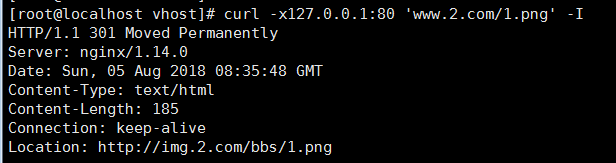 [root@localhost vhost]# curl -x127.0.0.1:80 'www.2.com/1.png' -I
HTTP/1.1 301 Moved Permanently
Server: nginx/1.14.0
Date: Sun, 05 Aug 2018 08:35:48 GMT
Content-Type: text/html
Content-Length: 185
Connection: keep-alive
Location: http://img.2.com/bbs/1.png